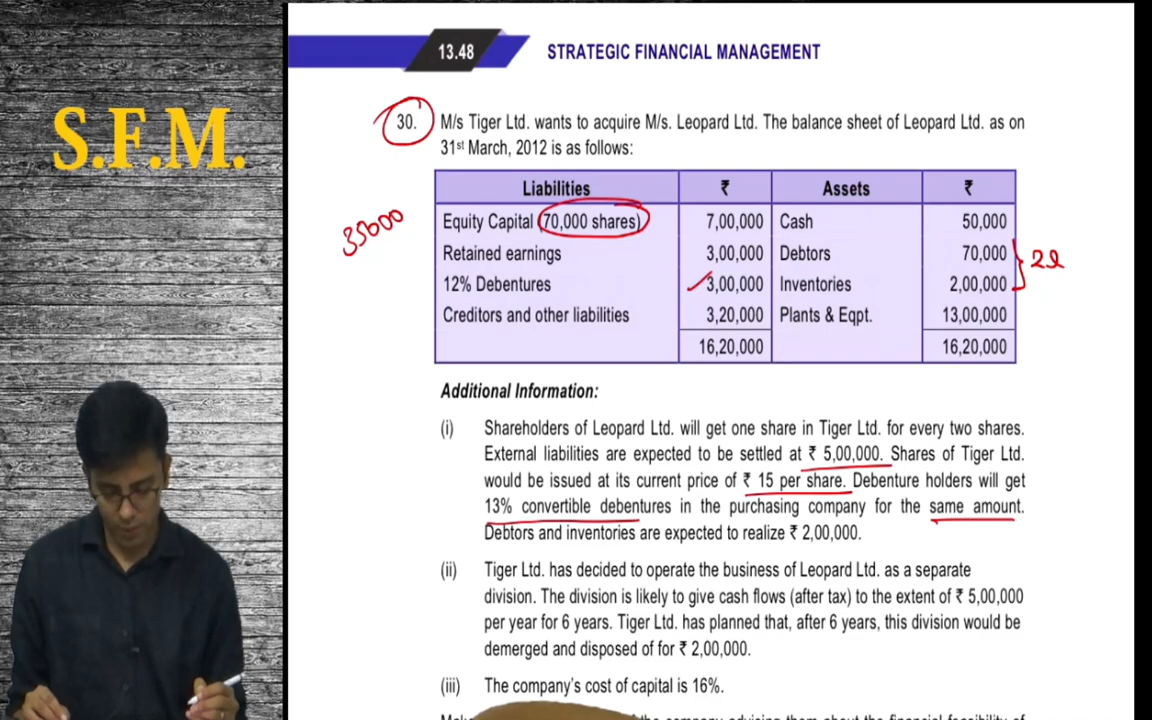 S.F.M.
13.48 STRATEGIC FINANCIAL MANAGEMENT
30. M/s Tiger Ltd. wants to acquire M/s. Leopard Ltd. The balance sheet of Leopard Ltd. as on
31st March, 2012 is as follows:
Liabilities ₹ Assets ₹
35000 Equity Capital (70,000 shares) 7,00,000 Cash 50,000
Retained earnings 3,00,000 Debtors 70,000
12% Debentures 3,00,000 Inventories 2,00,000
Creditors and other liabilities 3,20,000 Plants & Eqpt. 13,00,000
16,20,000 16,20,000
Additional Information:
(i) Shareholders of Leopard Ltd. will get one share in Tiger Ltd. for every two shares.
External liabilities are expected to be settled at ₹ 5,00,000. Shares of Tiger Ltd.
would be issued at its current price of ₹ 15 per share. Debenture holders will get
13% convertible debentures in the purchasing company for the same amount.
Debtors and inventories are expected to realize ₹ 2,00,000.
(ii) Tiger Ltd. has decided to operate the business of Leopard Ltd. as a separate
division. The division is likely to give cash flows (after tax) to the extent of ₹ 5,00,000
per year for 6 years. Tiger Ltd. has planned that, after 6 years, this division would be
demerged and disposed of for ₹ 2,00,000.
(iii) The company's cost of capital is 16%.
the company advising them about the financial feasibility of